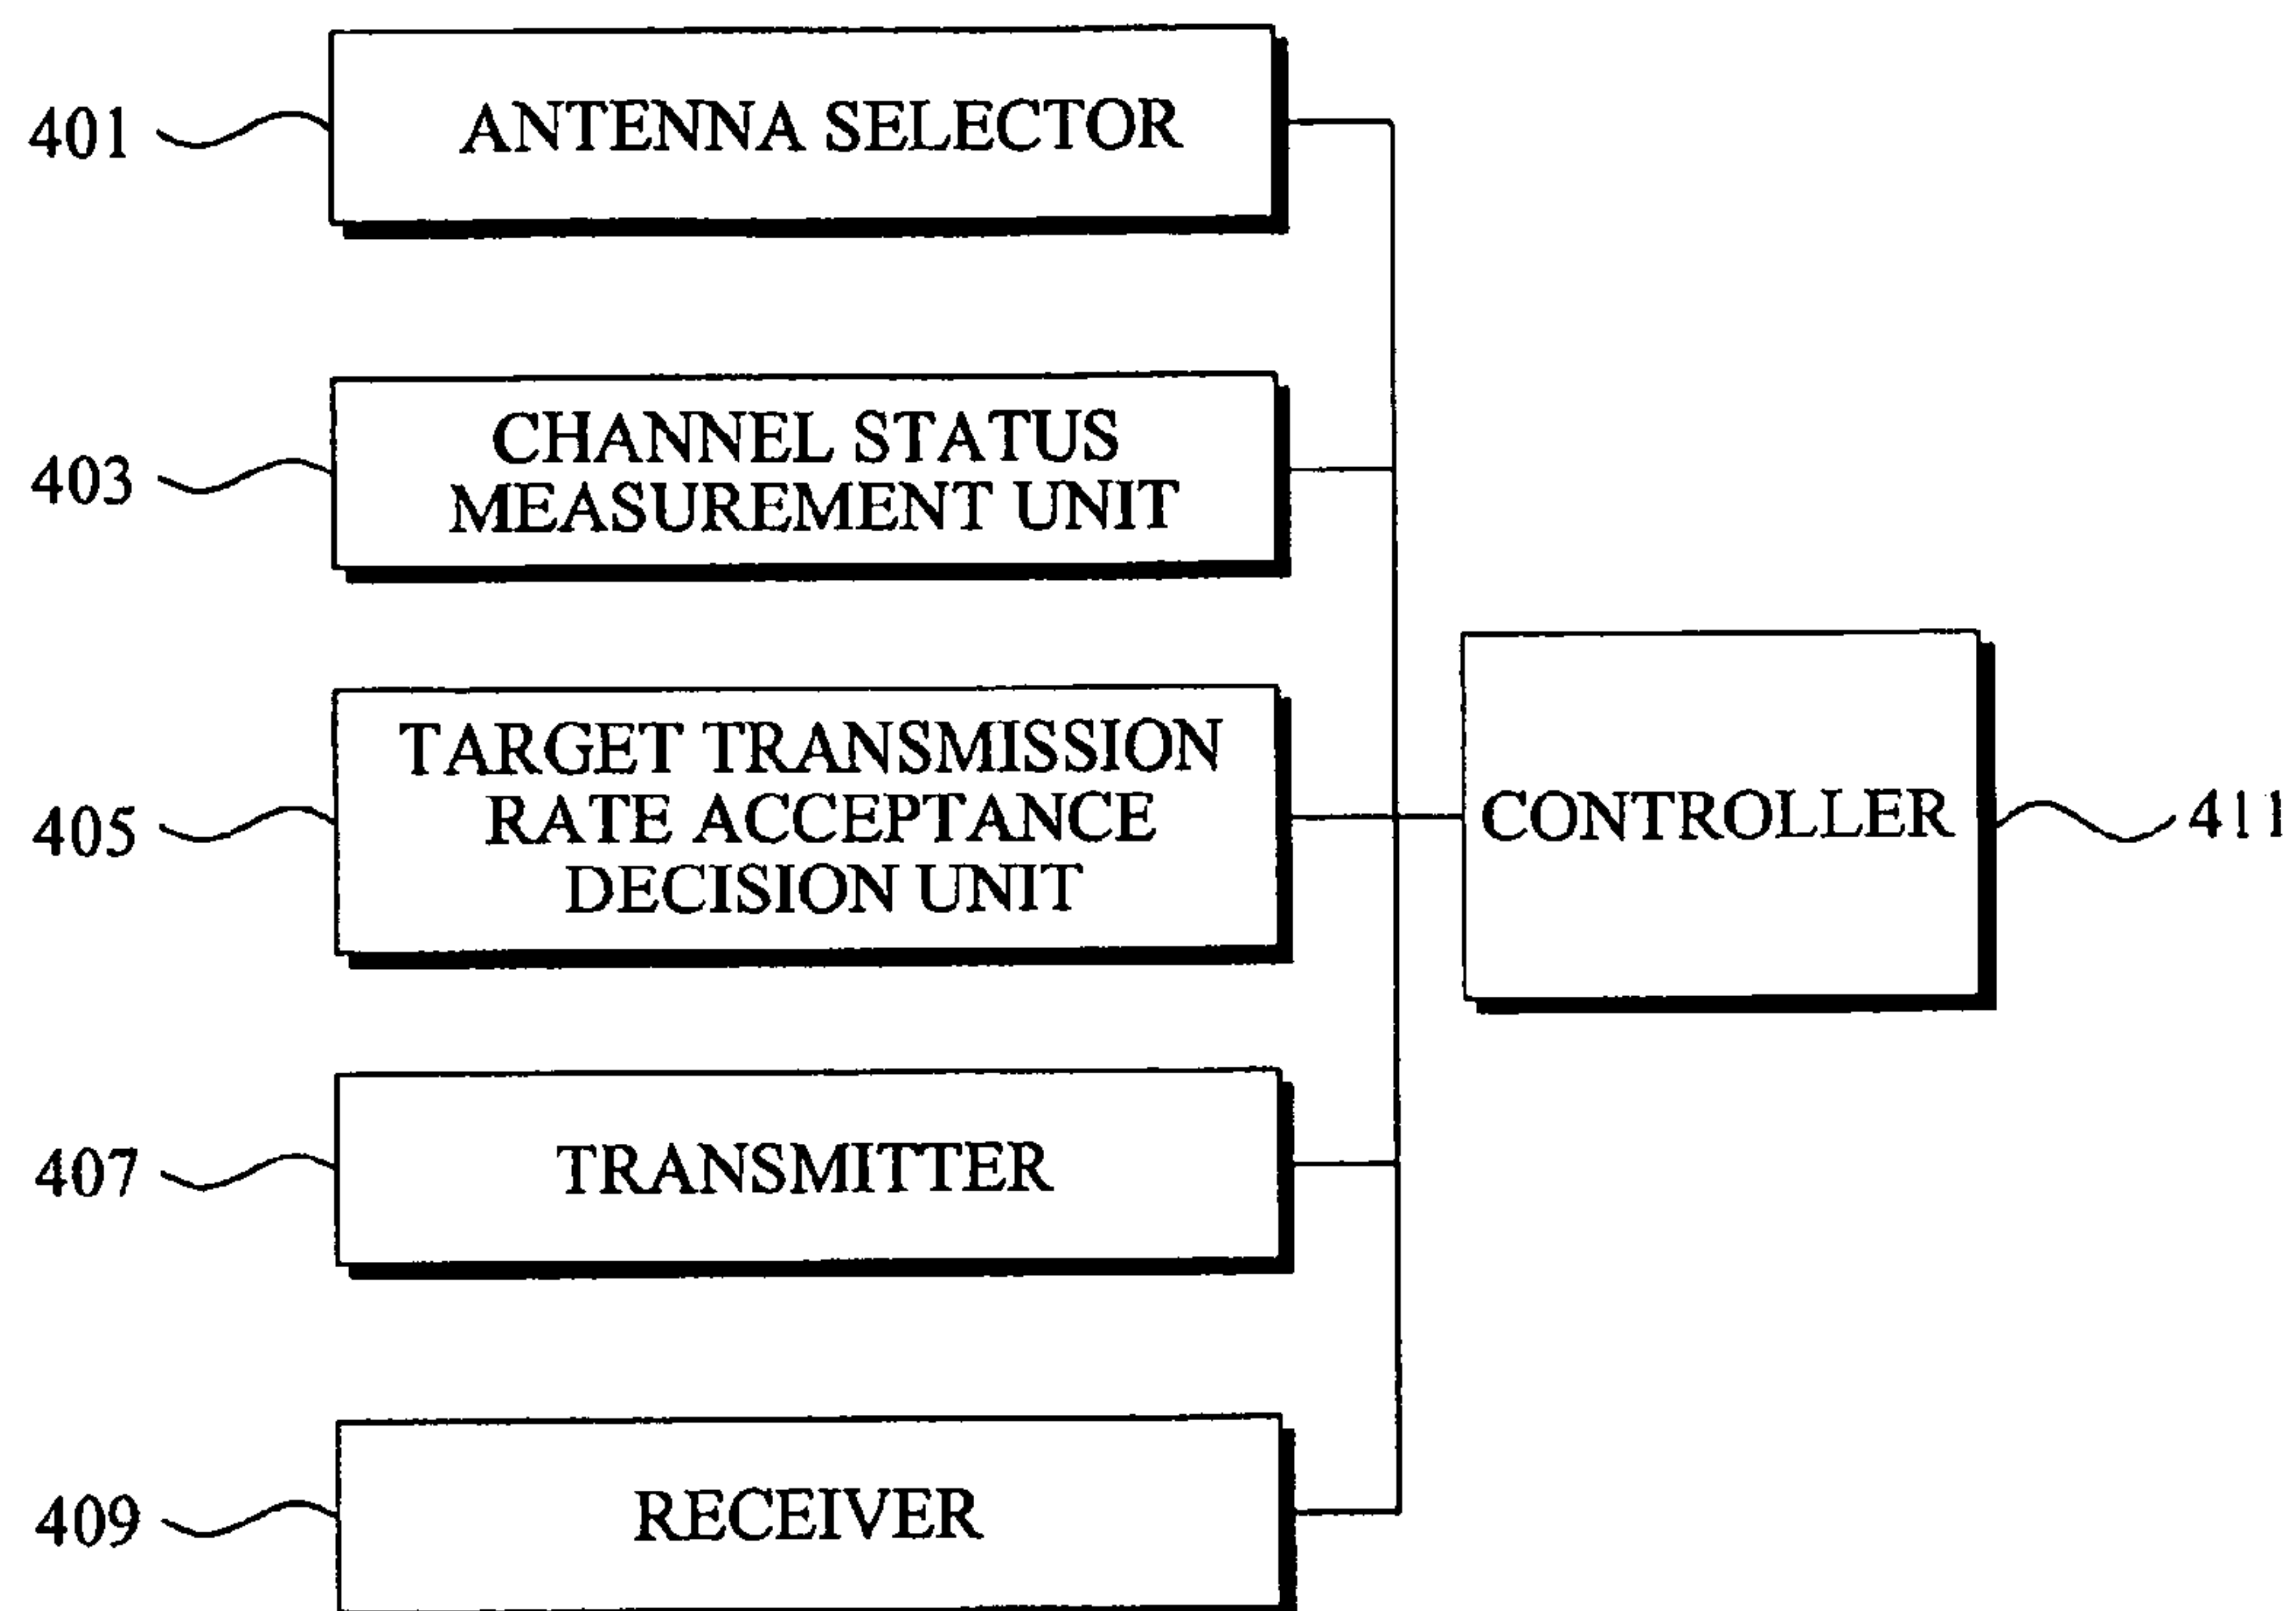 401
ANTENNA SELECTOR
403
CHANNEL STATUS
MEASUREMENT UNIT
405
TARGET TRANSMISSION
RATE ACCEPTANCE
DECISION UNIT
CONTROLLER
411
407
TRANSMITTER
409
RECEIVER